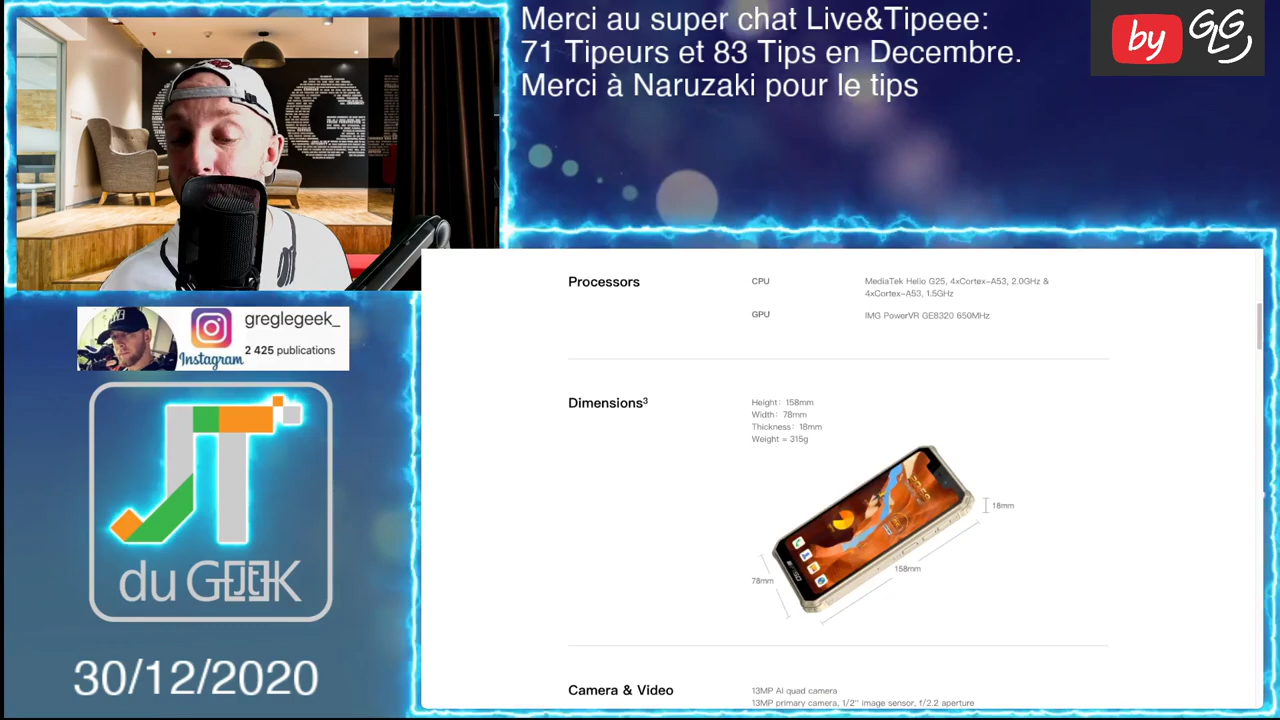 Merci au super chat Live&Tipeee:
71 Tipeurs et 83 Tips en Decembre.
Merci à Naruzaki pour le tips
by GLG
greglegeek_
Instagram
2 425 publications
JT
du GEEK
30/12/2020
Processors
CPU
MediaTek Helio G25, 4xCortex-A53, 2.0GHz &
4xCortex-A53, 1.5GHz
GPU
IMG PowerVR GE8320 650MHz
Dimensions³
Height: 158mm
Width: 78mm
Thickness: 18mm
Weight = 315g
18mm
158mm
78mm
Camera & Video
13MP AI quad camera
13MP primary camera, 1/2'' image sensor, f/2.2 aperture